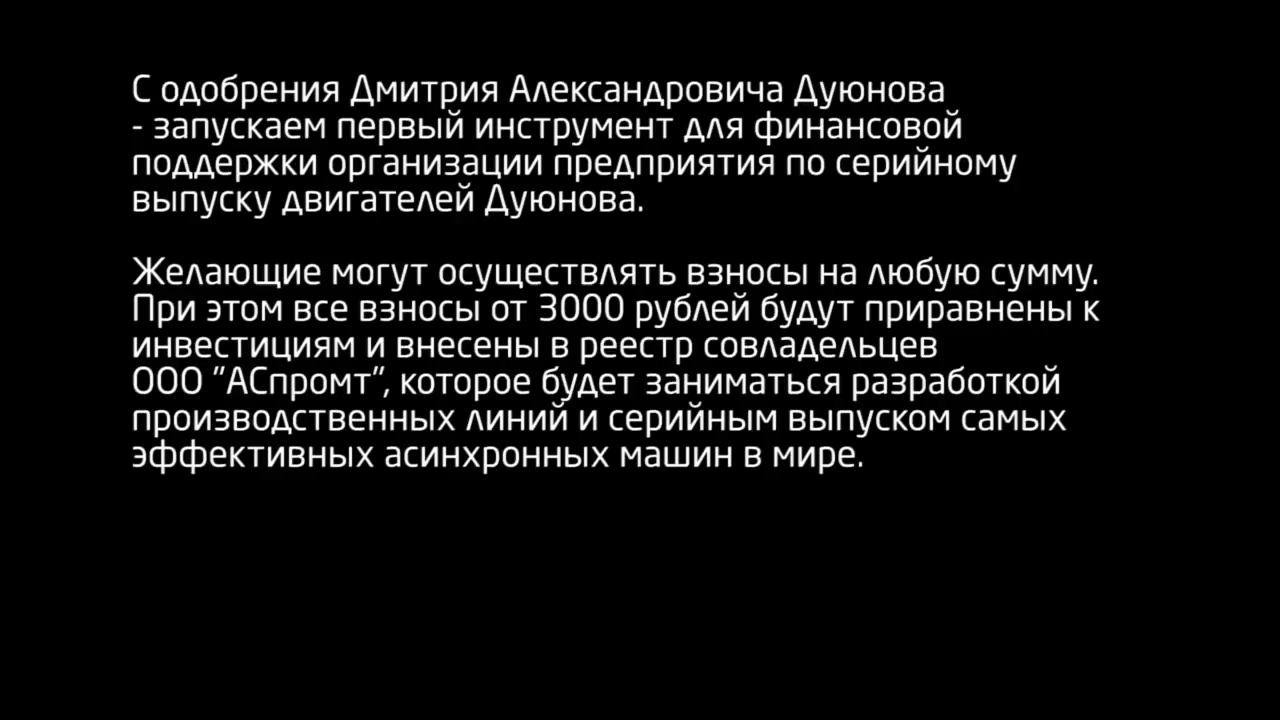 С одобрения Дмитрия Александровича Дуюнова
- запускаем первый инструмент для финансовой
поддержки организации предприятия по серийному
выпуску двигателей Дуюнова.
Желающие могут осуществлять взносы на любую сумму.
При этом все взносы от 3000 рублей будут приравнены к
инвестициям и внесены в реестр совладельцев
ООО "АСпромт", которое будет заниматься разработкой
производственных линий и серийным выпуском самых
эффективных асинхронных машин в мире.